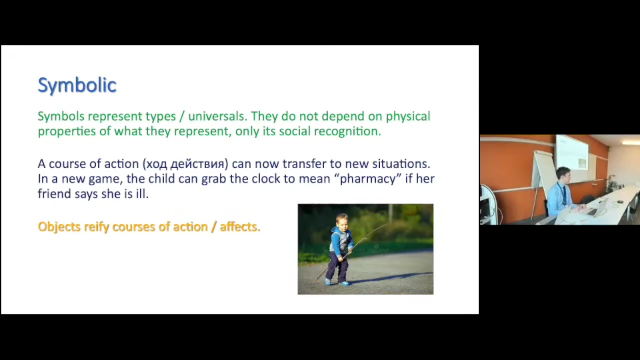 Symbolic
Symbols represent types / universals. They do not depend on physical
properties of what they represent, only its social recognition.
A course of action (ход действия) can now transfer to new situations.
In a new game, the child can grab the clock to mean “pharmacy” if her
friend says she is ill.
Objects reify courses of action / affects.